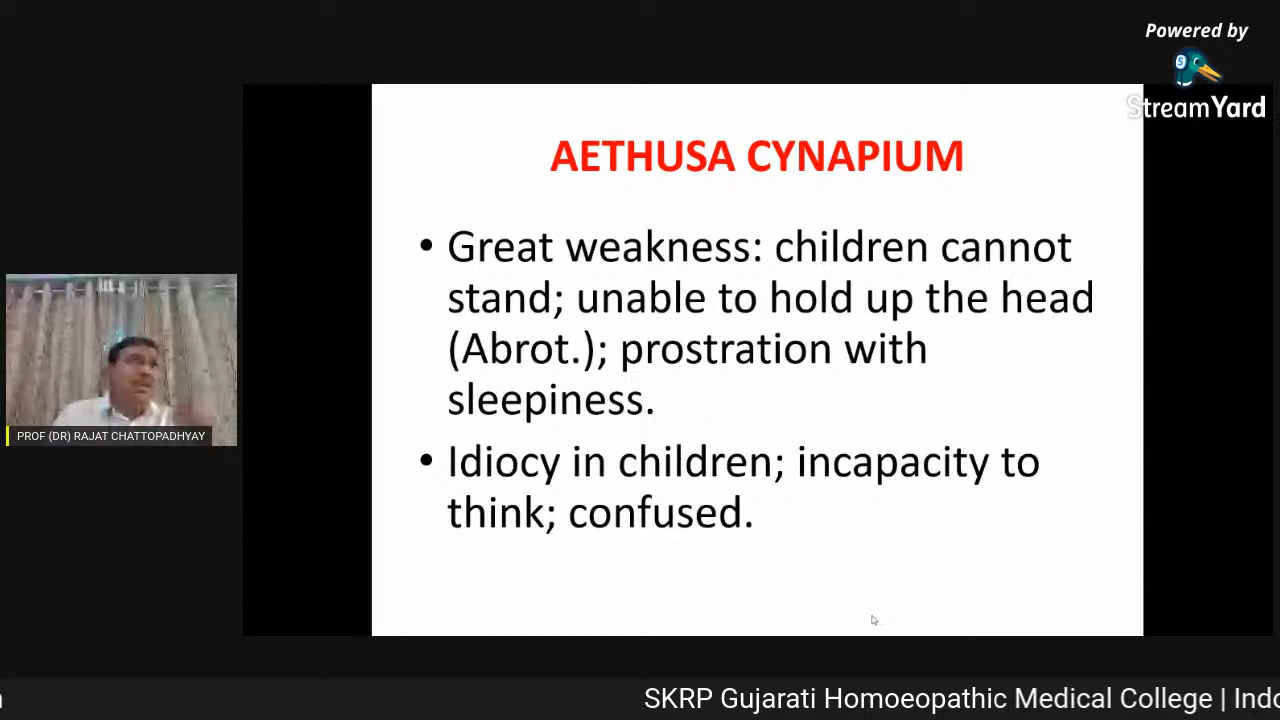 Powered by
StreamYard
AETHUSA CYNAPIUM
• Great weakness: children cannot
stand; unable to hold up the head
(Abrot.); prostration with
sleepiness.
• Idiocy in children; incapacity to
think; confused.
PROF (DR) RAJAT CHATTOPADHYAY
SKRP Gujarati Homoeopathic Medical College | Indo